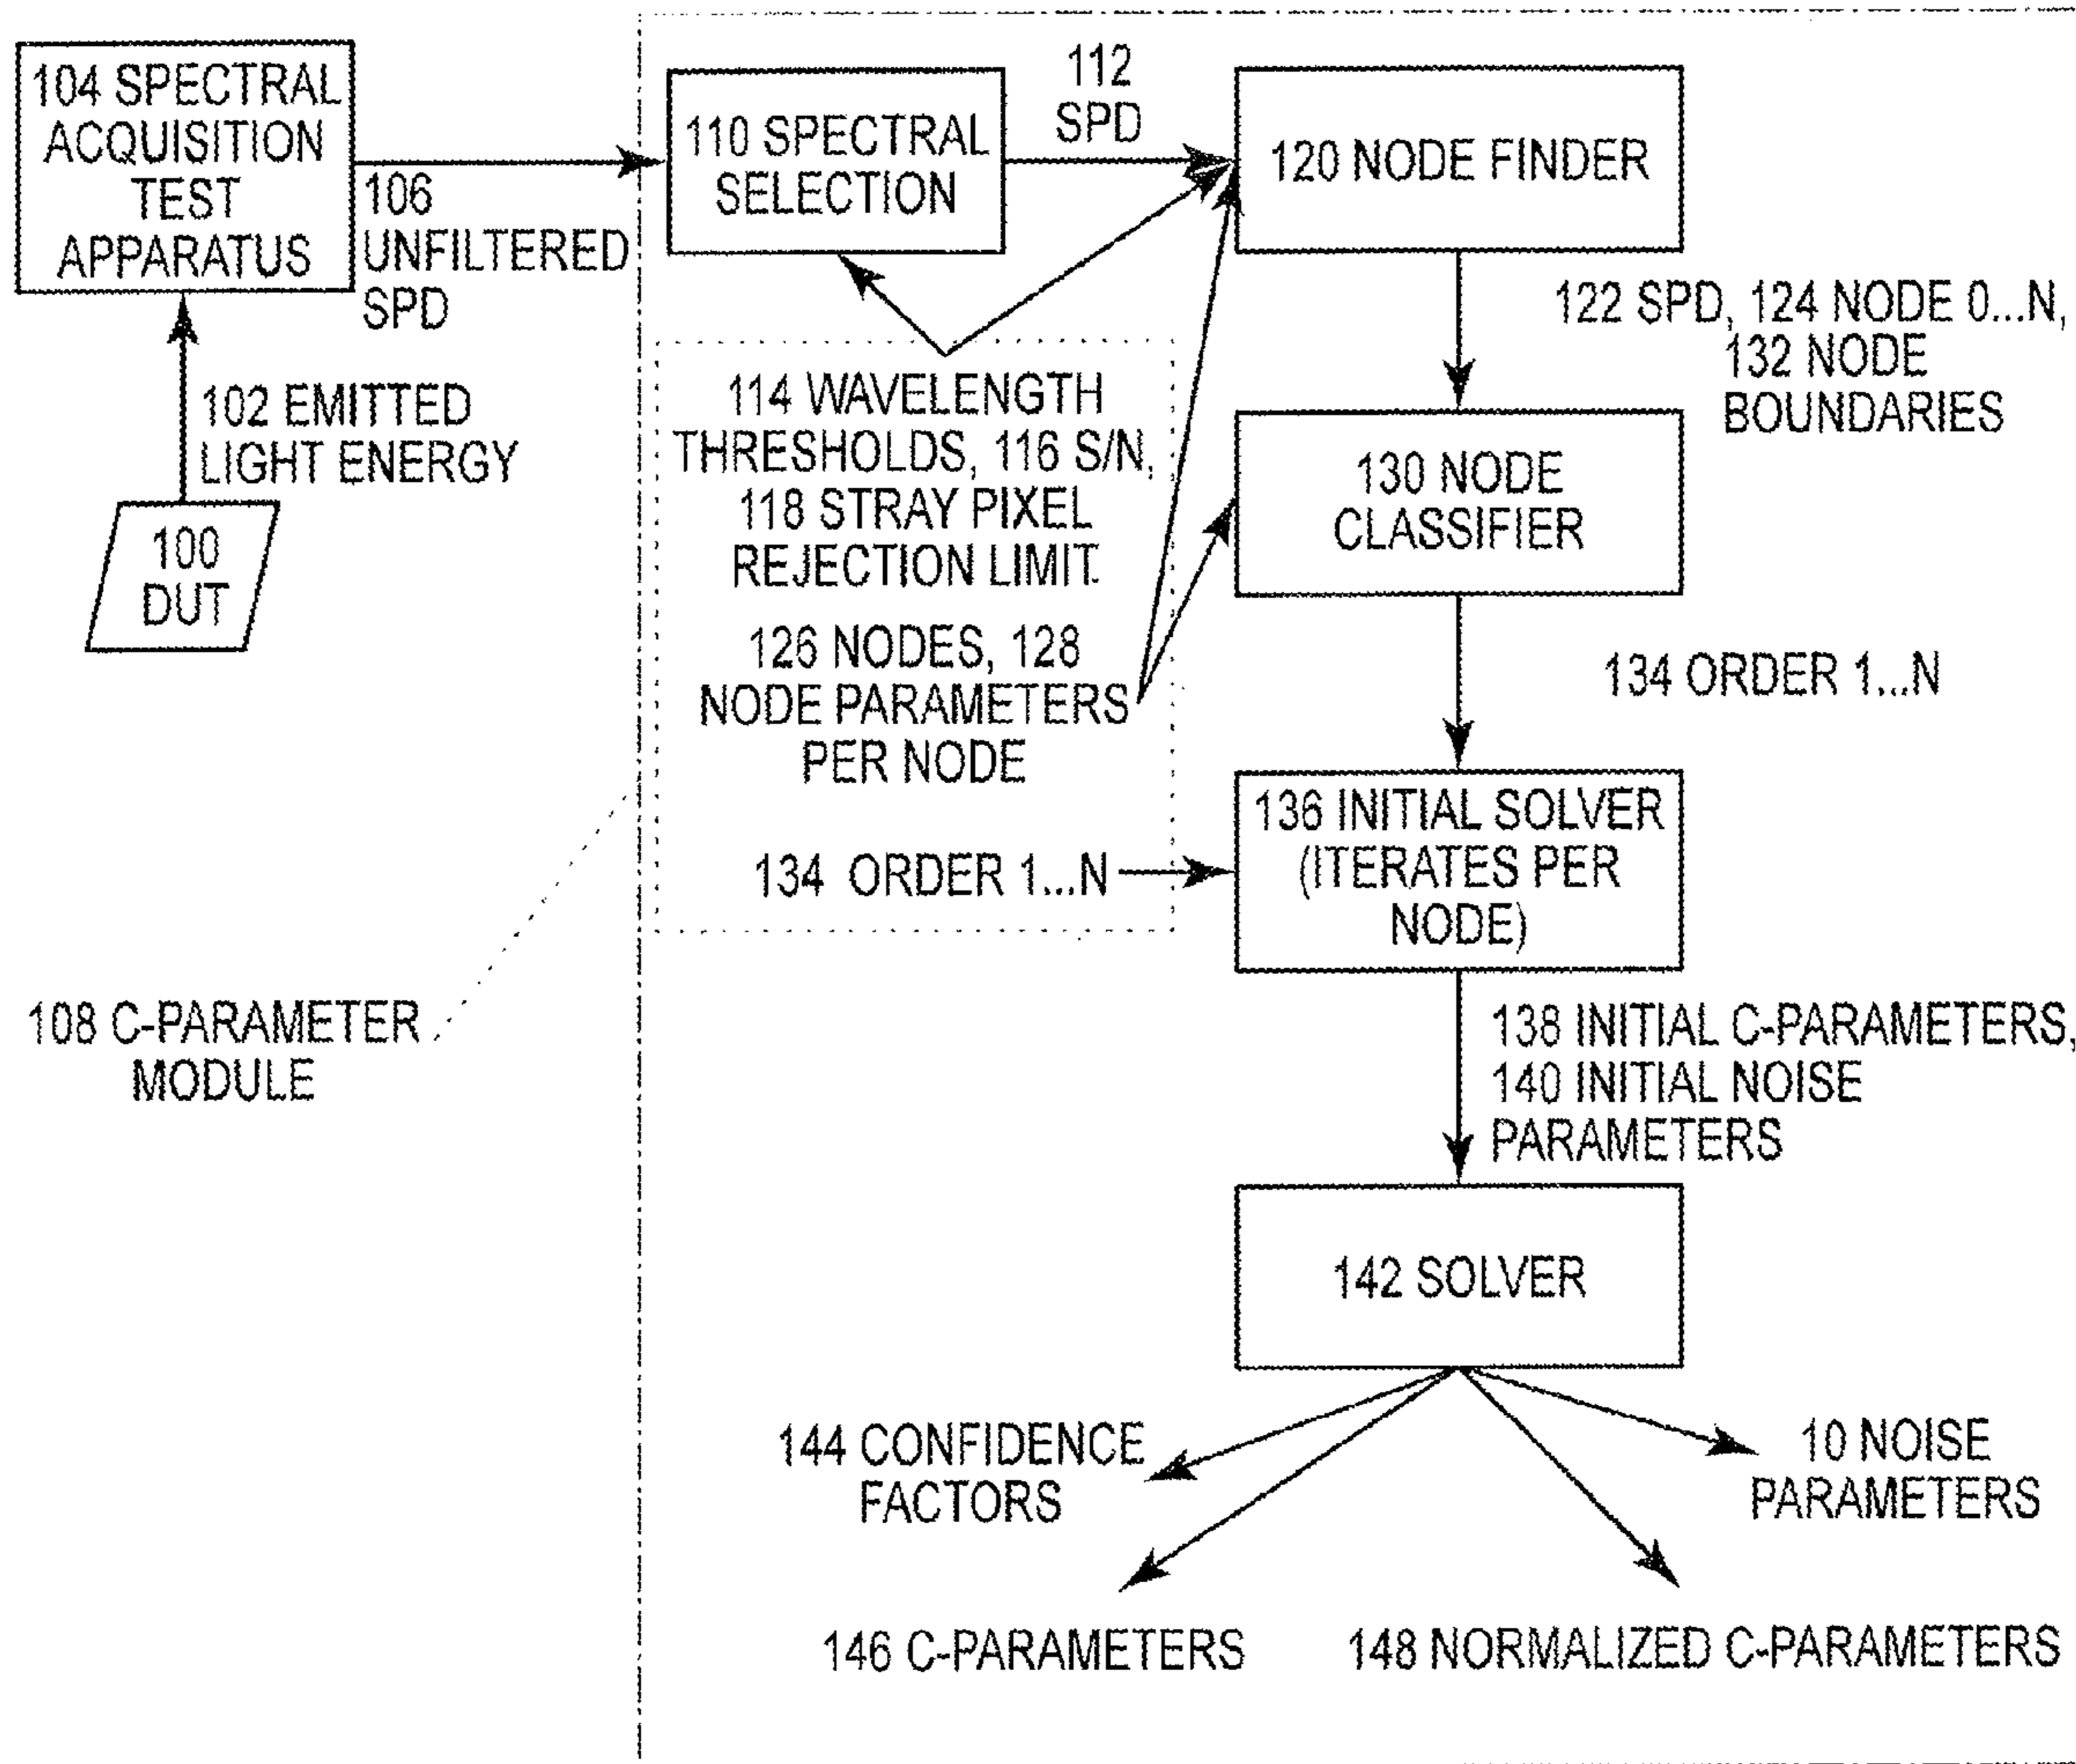 104 SPECTRAL
ACQUISITION
TEST
APPARATUS
106
UNFILTERED
SPD
102 EMITTED
LIGHT ENERGY
100
DUT
108 C-PARAMETER
MODULE
110 SPECTRAL
SELECTION
112
SPD
120 NODE FINDER
114 WAVELENGTH
THRESHOLDS, 116 S/N,
118 STRAY PIXEL
REJECTION LIMIT
126 NODES, 128
NODE PARAMETERS
PER NODE
134 ORDER 1...N
122 SPD, 124 NODE 0...N,
132 NODE
BOUNDARIES
130 NODE
CLASSIFIER
134 ORDER 1...N
136 INITIAL SOLVER
(ITERATES PER
NODE)
138 INITIAL C-PARAMETERS,
140 INITIAL NOISE
PARAMETERS
142 SOLVER
144 CONFIDENCE
FACTORS
10 NOISE
PARAMETERS
146 C-PARAMETERS
148 NORMALIZED C-PARAMETERS